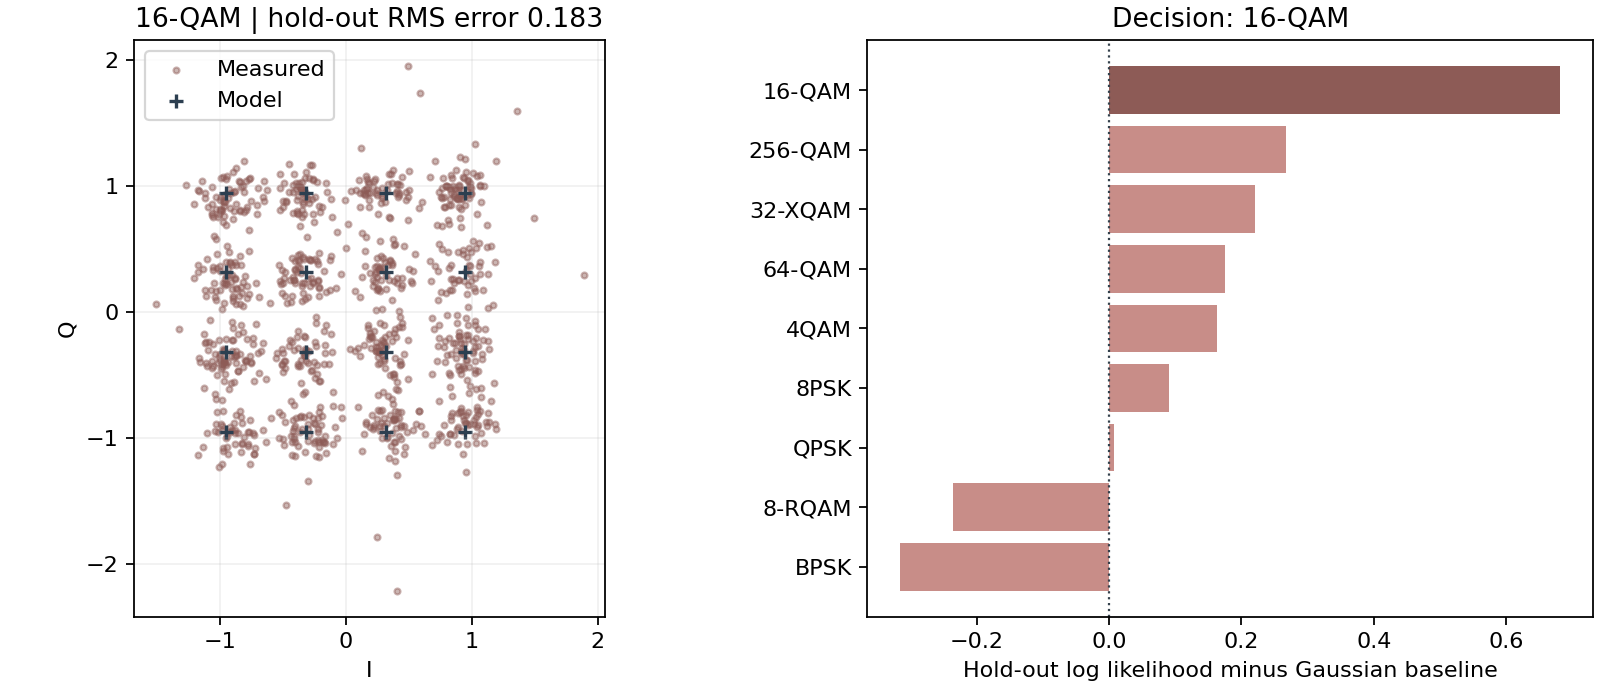 16-QAM | hold-out RMS error 0.183
Measured
Model
2
1
0
−1
−2
Q
−1
0
1
2
I
Decision: 16-QAM
16-QAM
256-QAM
32-XQAM
64-QAM
4QAM
8PSK
QPSK
8-RQAM
BPSK
−0.2
0.0
0.2
0.4
0.6
Hold-out log likelihood minus Gaussian baseline